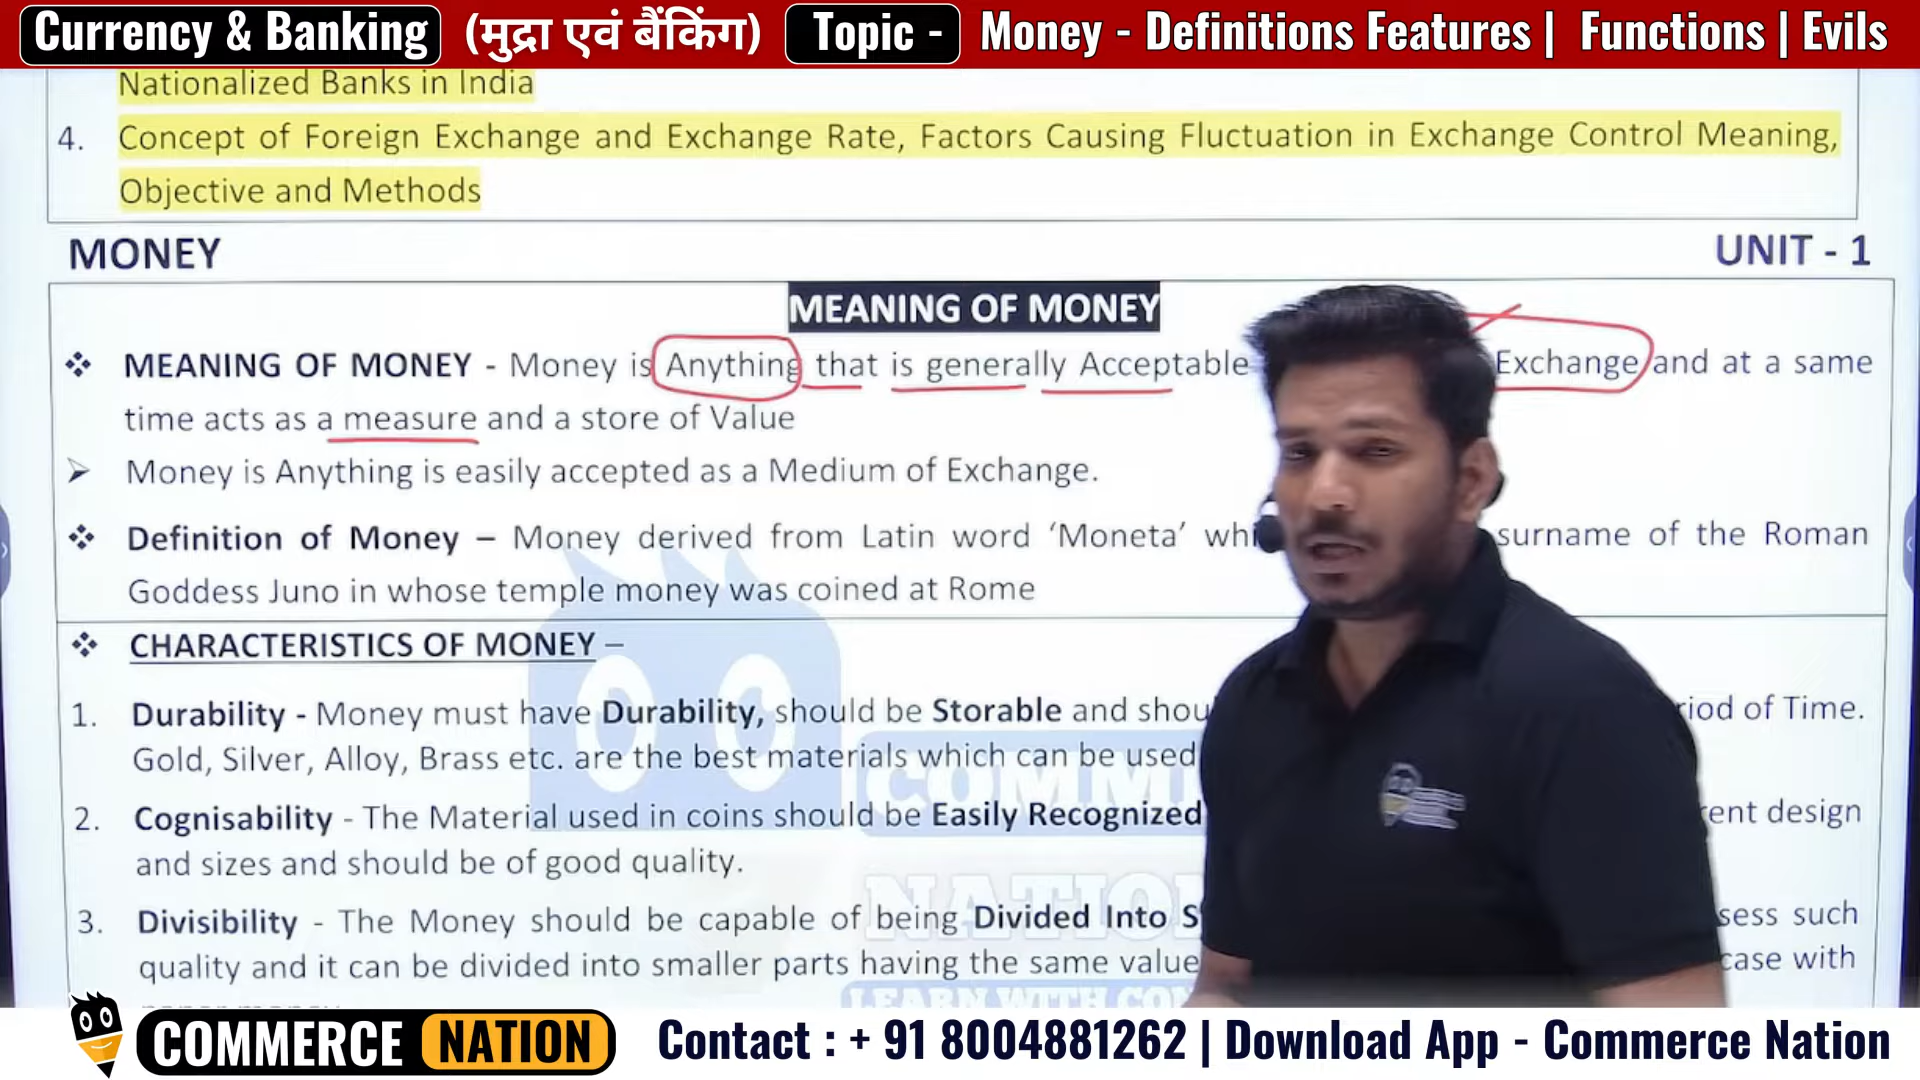 Currency & Banking (मुद्रा एवं बैंकिंग) Topic - Money - Definitions Features | Functions | Evils
Nationalized Banks in India
4. Concept of Foreign Exchange and Exchange Rate, Factors Causing Fluctuation in Exchange Control Meaning,
Objective and Methods
MONEY UNIT - 1
MEANING OF MONEY
❖ MEANING OF MONEY - Money is Anything that is generally Acceptable Exchange and at a same
time acts as a measure and a store of Value
➢ Money is Anything is easily accepted as a Medium of Exchange.
❖ Definition of Money – Money derived from Latin word ‘Moneta’ surname of the Roman
Goddess Juno in whose temple money was coined at Rome
❖ CHARACTERISTICS OF MONEY –
1. Durability - Money must have Durability, should be Storable and of Time.
Gold, Silver, Alloy, Brass etc. are the best materials which can be used
2. Cognisability - The Material used in coins should be Easily Recognized design
and sizes and should be of good quality.
3. Divisibility - The Money should be capable of being Divided Into such
quality and it can be divided into smaller parts having the same value case with
COMMERCE NATION Contact : + 91 8004881262 | Download App - Commerce Nation